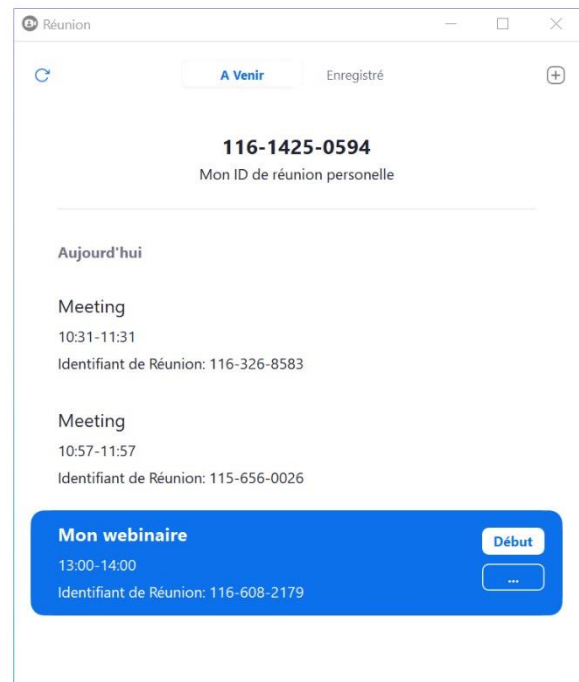 Réunion
A Venir
Enregistré
116-1425-0594
Mon ID de réunion personelle
Aujourd'hui
Meeting
10:31-11:31
Identifiant de Réunion: 116-326-8583
Meeting
10:57-11:57
Identifiant de Réunion: 115-656-0026
Mon webinaire
Début
13:00-14:00
...
Identifiant de Réunion: 116-608-2179